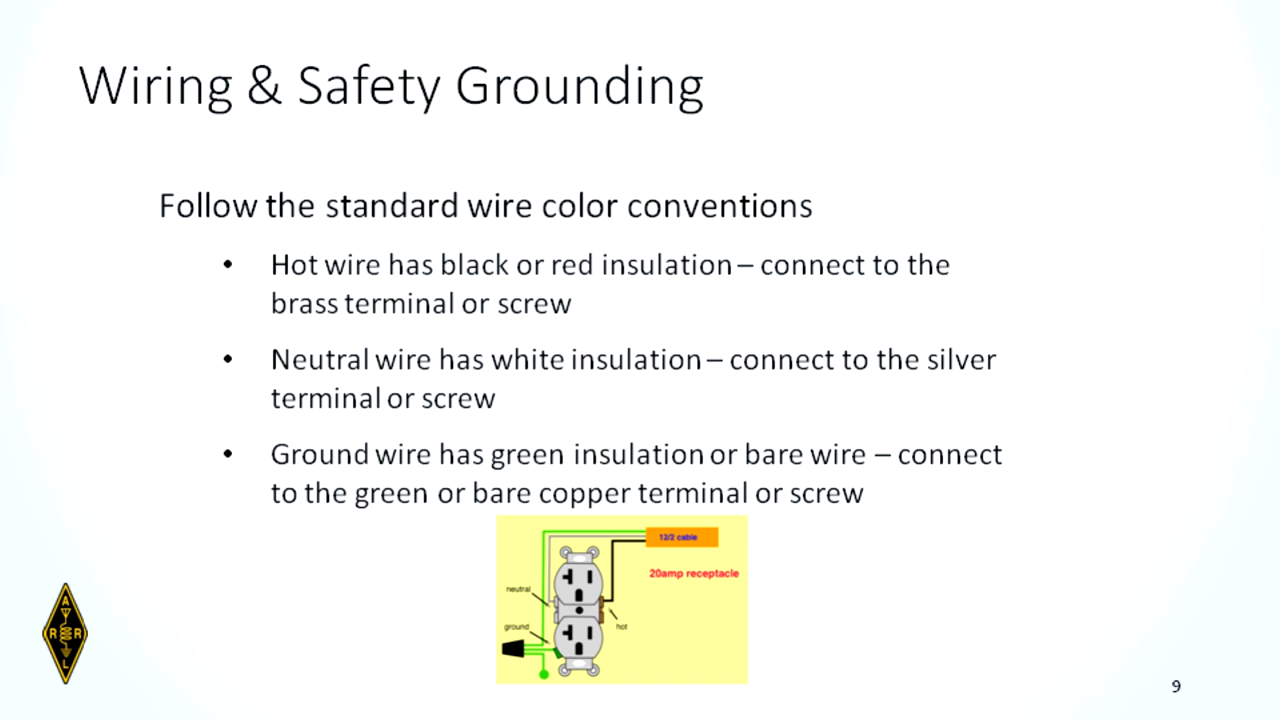 Wiring & Safety Grounding
Follow the standard wire color conventions
• Hot wire has black or red insulation – connect to the
brass terminal or screw
• Neutral wire has white insulation – connect to the silver
terminal or screw
• Ground wire has green insulation or bare wire – connect
to the green or bare copper terminal or screw
12/2 cable
20amp receptacle
neutral
ground
hot
A
R R
L
9